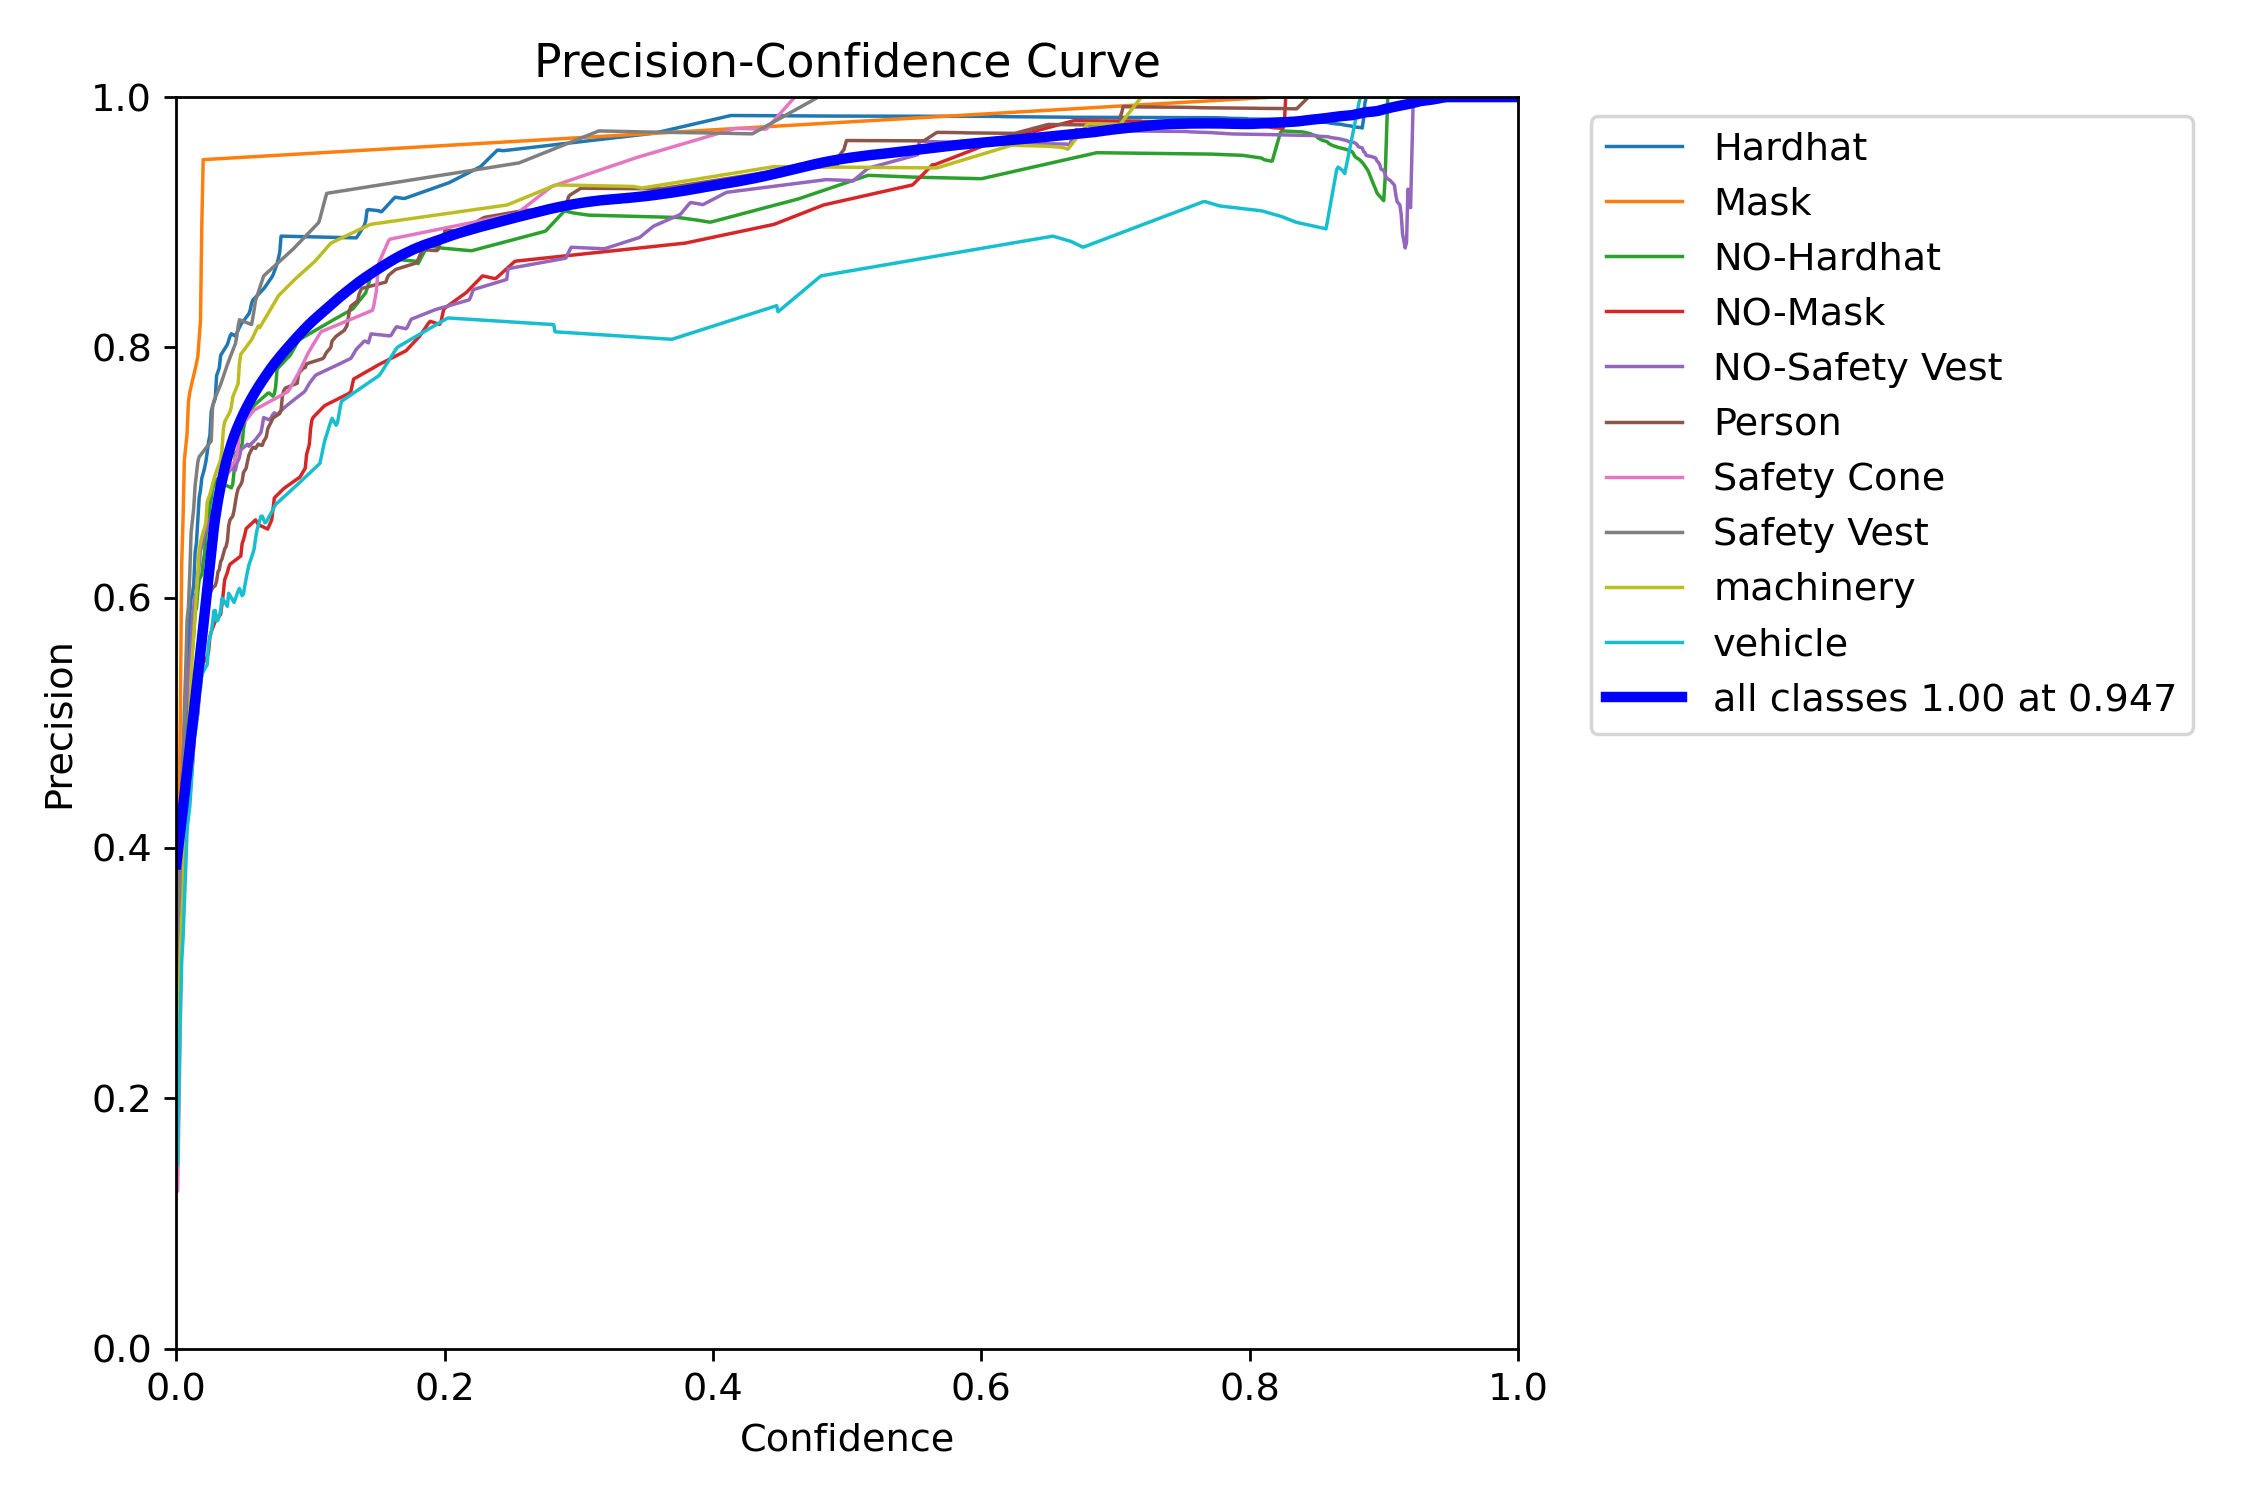 Precision-Confidence Curve
1.0
0.8
0.6
0.4
0.2
0.0
Precision
0.0 0.2 0.4 0.6 0.8 1.0
Confidence
Hardhat
Mask
NO-Hardhat
NO-Mask
NO-Safety Vest
Person
Safety Cone
Safety Vest
machinery
vehicle
all classes 1.00 at 0.947